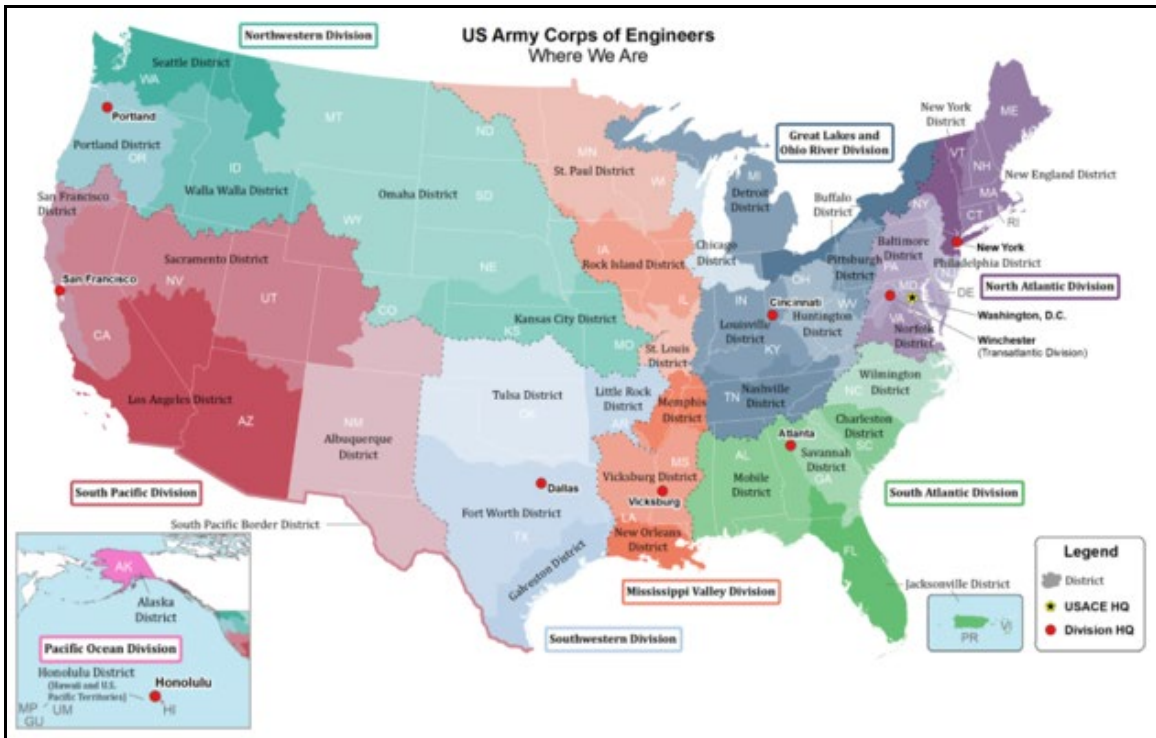 US Army Corps of Engineers
Where We Are
Northwestern Division
Seattle District
WA
Portland
Portland District
OR
ID
Walla Walla District
MT
ND
SD
Omaha District
WY
NE
CO
KS
Kansas City District
MO
San Francisco
District
San Francisco
Sacramento District
NV
UT
CA
Los Angeles District
AZ
NM
Albuquerque
District
South Pacific Division
South Pacific Border District
MN
St. Paul District
WI
IA
Rock Island District
IL
St. Louis
District
Memphis
District
MS
Vicksburg District
Vicksburg
LA
New Orleans
District
Mississippi Valley Division
Tulsa District
OK
Little Rock
District
AR
Dallas
Fort Worth District
TX
Galveston District
Southwestern Division
Great Lakes and
Ohio River Division
MI
Detroit
District
Chicago
District
Buffalo
District
Pittsburgh
District
IN
OH
WV
Cincinnati
Huntington
District
Louisville
District
KY
Nashville
District
TN
New York
District
ME
VT
NH
MA
CT
RI
New England District
NY
New York
Baltimore
District
PA
Philadelphia District
NJ
MD
DE
North Atlantic Division
Washington, D.C.
Winchester
(Transatlantic Division)
VA
Norfolk
District
Wilmington
District
NC
Charleston
District
SC
Atlanta
Savannah
District
GA
AL
Mobile
District
South Atlantic Division
FL
Jacksonville District
PR
VI
AK
Alaska
District
Pacific Ocean Division
Honolulu District
(Hawaii and U.S.
Pacific Territories)
Honolulu
HI
MP
GU
UM
Legend
District
USACE HQ
Division HQ